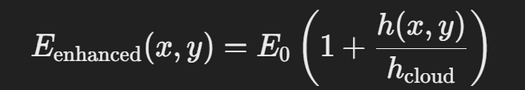 E_enhanced(x, y) = E_0 (1 + h(x, y) / h_cloud)